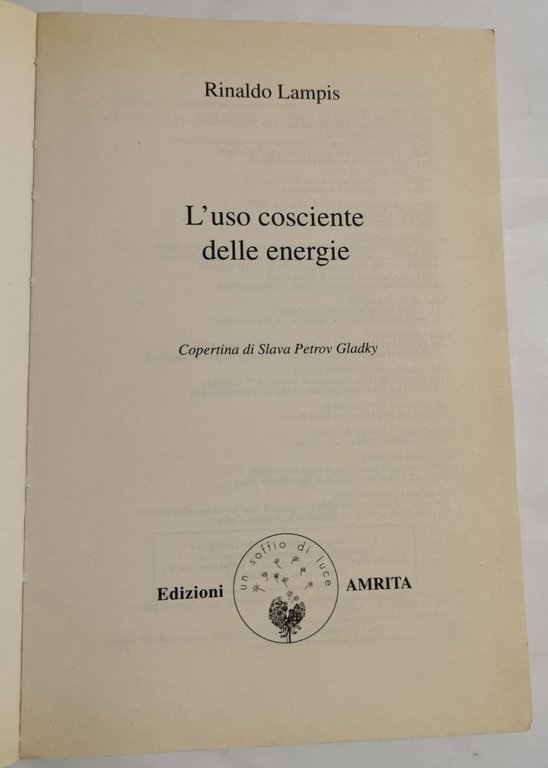 Rinaldo Lampis
L'uso cosciente
delle energie
Copertina di Slava Petrov Gladky
un soffio di luce
Edizioni AMRITA